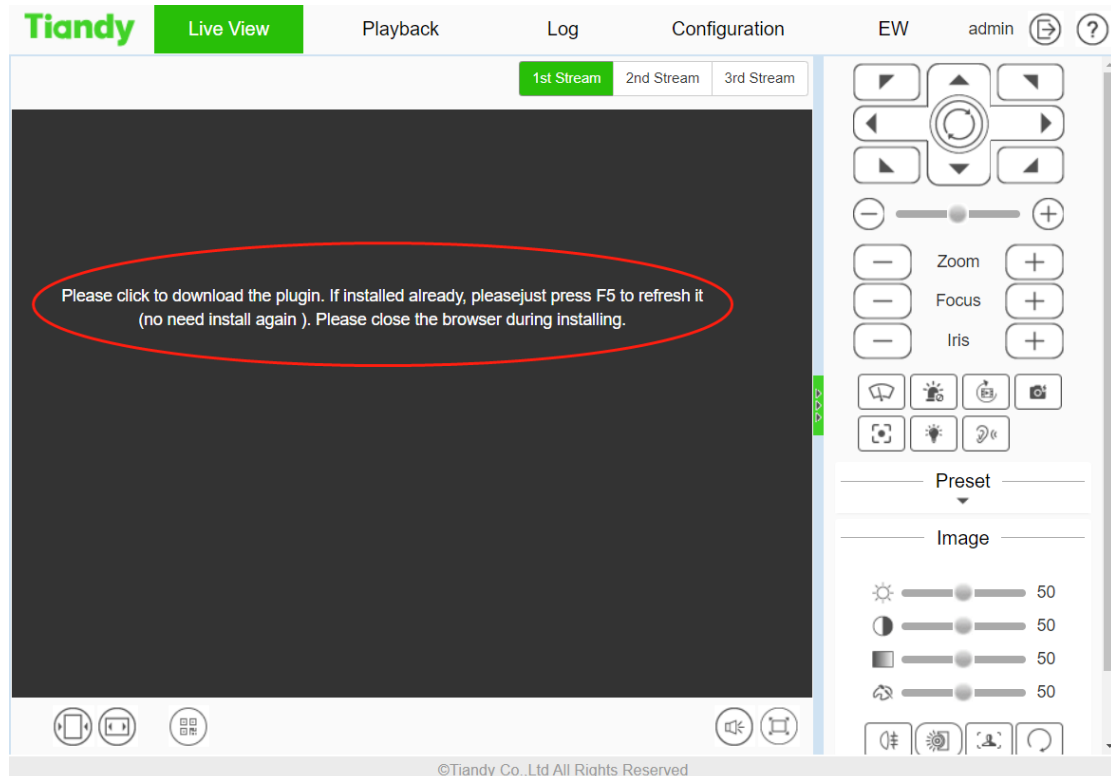 Tiandy Live View Playback Log Configuration EW admin ?
1st Stream 2nd Stream 3rd Stream
Please click to download the plugin. If installed already, pleasejust press F5 to refresh it
(no need install again ). Please close the browser during installing.
Zoom
Focus
Iris
Preset
Image
50
50
50
50
©Tiandy Co.,Ltd All Rights Reserved